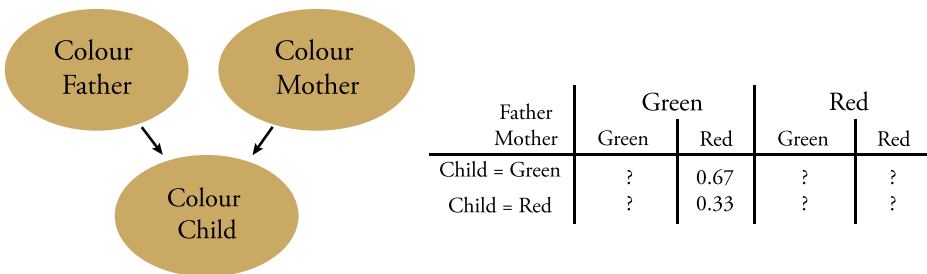 Colour
Father
Colour
Mother
Colour
Child
Father
Mother
Green
Red
Green
Red
Green
Red
Child = Green
?
0.67
?
?
Child = Red
?
0.33
?
?